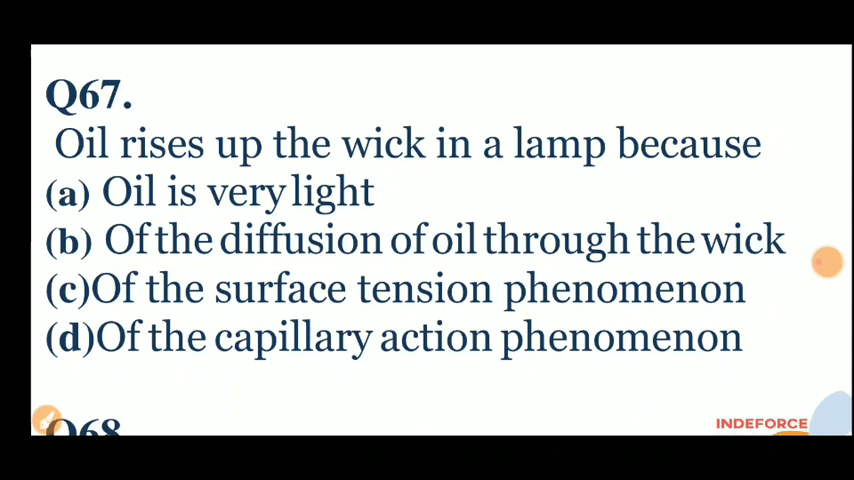 Q67.
Oil rises up the wick in a lamp because
(a) Oil is very light
(b) Of the diffusion of oil through the wick
(c)Of the surface tension phenomenon
(d)Of the capillary action phenomenon
Q68
INDEFORCE